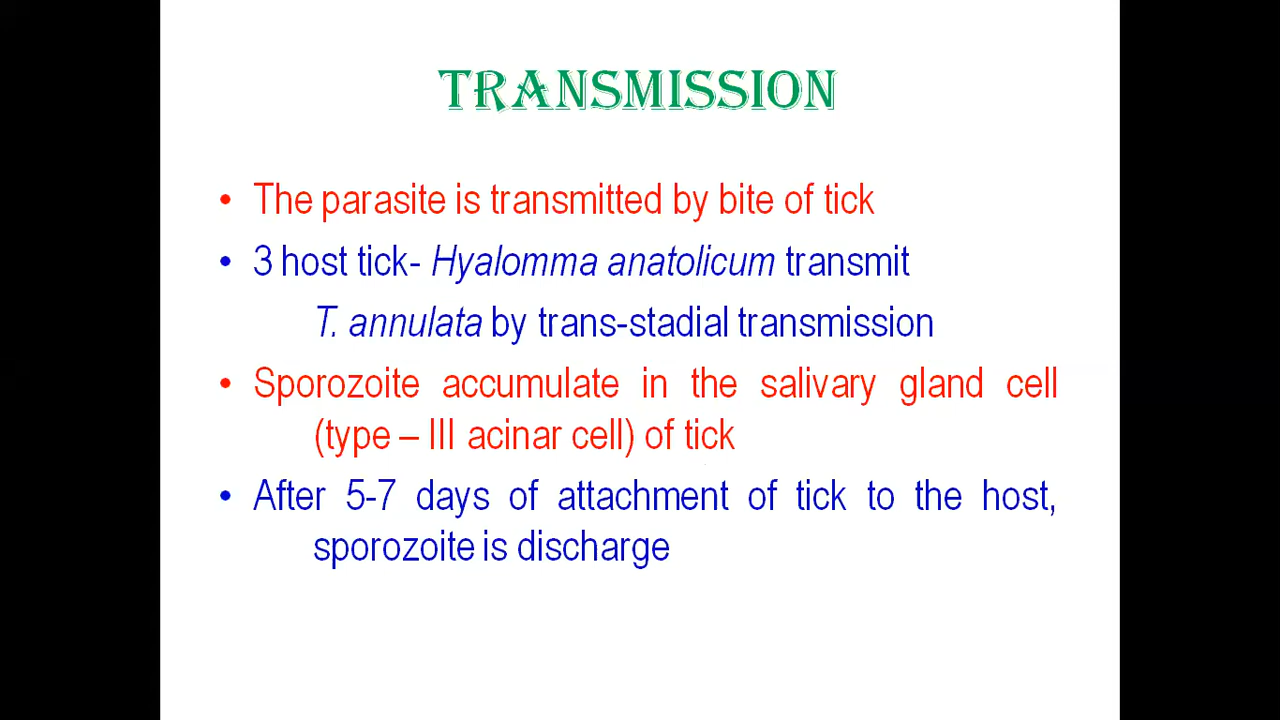 TRANSMISSION
• The parasite is transmitted by bite of tick
• 3 host tick- Hyalomma anatolicum transmit
T. annulata by trans-stadial transmission
• Sporozoite accumulate in the salivary gland cell
(type – III acinar cell) of tick
• After 5-7 days of attachment of tick to the host,
sporozoite is discharge